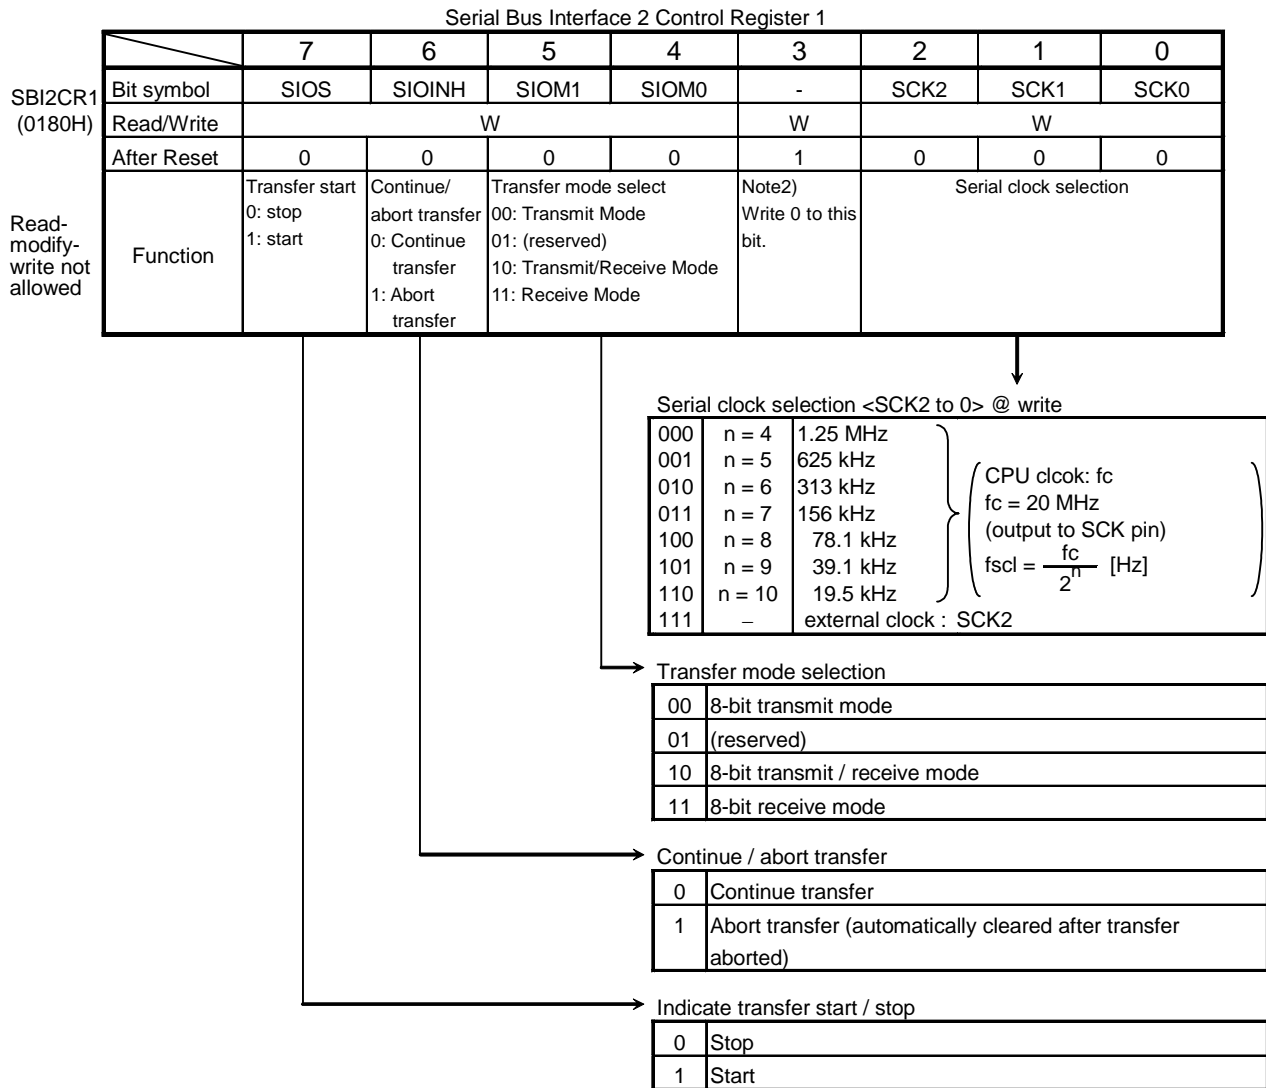 Serial Bus Interface 2 Control Register 1
7 6 5 4 3 2 1 0
SBI2CR1
(0180H)
Bit symbol SIOS SIOINH SIOM1 SIOM0 - SCK2 SCK1 SCK0
Read/Write W W W
After Reset 0 0 0 0 1 0 0 0
Read-
modify-
write not
allowed
Function
Transfer start
0: stop
1: start
Continue/
abort transfer
0: Continue
transfer
1: Abort
transfer
Transfer mode select
00: Transmit Mode
01: (reserved)
10: Transmit/Receive Mode
11: Receive Mode
Note2)
Write 0 to this
bit.
Serial clock selection
Serial clock selection <SCK2 to 0> @ write
000 n = 4 1.25 MHz
001 n = 5 625 kHz
010 n = 6 313 kHz
011 n = 7 156 kHz
100 n = 8 78.1 kHz
101 n = 9 39.1 kHz
110 n = 10 19.5 kHz
111 – external clock : SCK2
CPU clcok: fc
fc = 20 MHz
(output to SCK pin)
fscl = fc / 2^n [Hz]
Transfer mode selection
00 8-bit transmit mode
01 (reserved)
10 8-bit transmit / receive mode
11 8-bit receive mode
Continue / abort transfer
0 Continue transfer
1 Abort transfer (automatically cleared after transfer
aborted)
Indicate transfer start / stop
0 Stop
1 Start